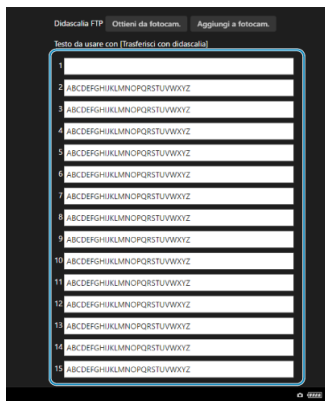 Didascalia FTP Ottieni da fotocam. Aggiungi a fotocam.
Testo da usare con [Trasferisci con didascalia]
1
2 ABCDEFGHIJKLMNOPQRSTUVWXYZ
3 ABCDEFGHIJKLMNOPQRSTUVWXYZ
4 ABCDEFGHIJKLMNOPQRSTUVWXYZ
5 ABCDEFGHIJKLMNOPQRSTUVWXYZ
6 ABCDEFGHIJKLMNOPQRSTUVWXYZ
7 ABCDEFGHIJKLMNOPQRSTUVWXYZ
8 ABCDEFGHIJKLMNOPQRSTUVWXYZ
9 ABCDEFGHIJKLMNOPQRSTUVWXYZ
10 ABCDEFGHIJKLMNOPQRSTUVWXYZ
11 ABCDEFGHIJKLMNOPQRSTUVWXYZ
12 ABCDEFGHIJKLMNOPQRSTUVWXYZ
13 ABCDEFGHIJKLMNOPQRSTUVWXYZ
14 ABCDEFGHIJKLMNOPQRSTUVWXYZ
15 ABCDEFGHIJKLMNOPQRSTUVWXYZ